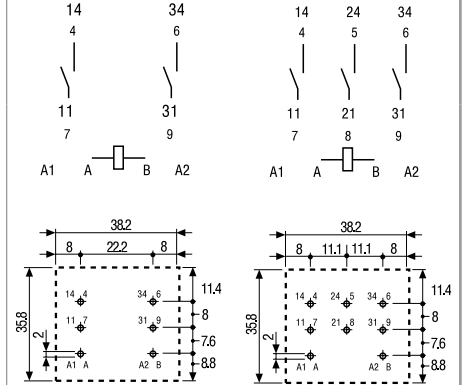 14 34 14 24 34
4 6 4 5 6
11 31 11 21 31
7 9 7 8 9
A1 A B A2 A1 A B A2
38.2 38.2
8 22.2 8 11.1 11.1 8
35.8 14 4 34 6 11.4 35.8 14 4 24 5 34 6 11.4
8 8
11 7 31 9 11 7 21 8 31 9
2 7.6 2 7.6
A1 A A2 B 8.8 A1 A A2 B 8.8